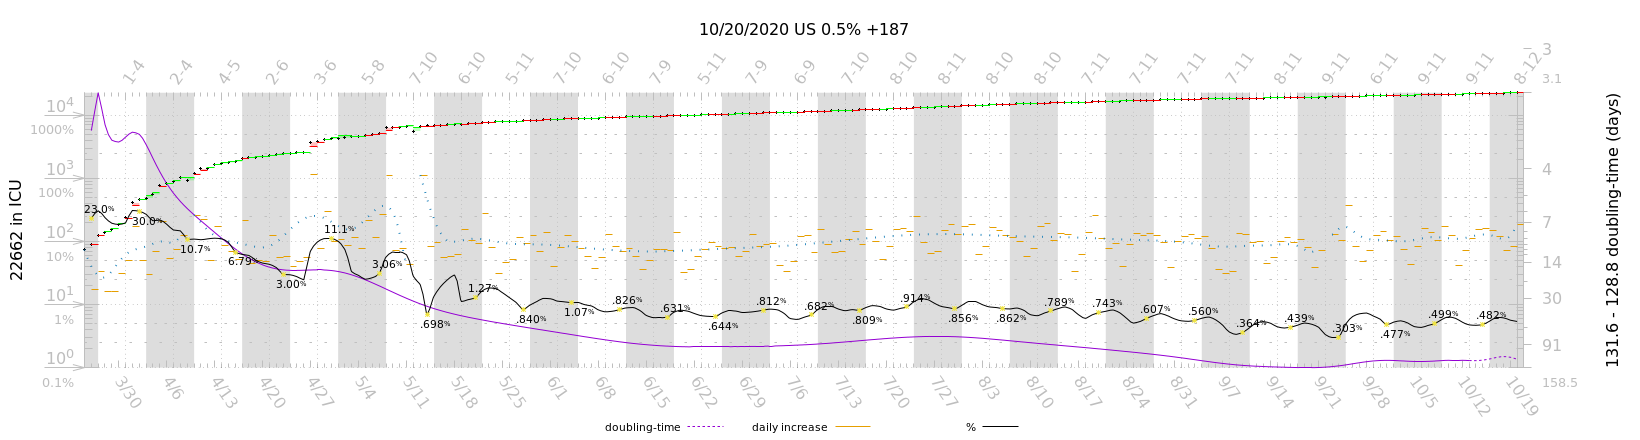 10/20/2020 US 0.5% +187
1-4 2-4 4-5 2-6 3-6 5-8 7-10 6-10 5-11 7-10 6-10 7-9 5-11 7-9 6-9 7-10 8-10 8-11 8-10 8-10 7-11 7-11 7-11 7-11 9-11 6-11 9-11 9-11 8-12
3
3.1
10^4
1000%
10^3
100%
10^2
10%
10^1
1%
10^0
0.1%
22662 in ICU
4
7
14
30
91
158.5
131.6 - 128.8 doubling-time (days)
23.0% 30.0% 10.7% 6.79% 3.00% 11.1% 3.06% .698% 1.27% .840% 1.07% .826% .631% .644% .812% .682% .809% .914% .856% .862% .789% .743% .607% .560% .364% .439% .303% .477% .499% .482%
3/30 4/6 4/13 4/20 4/27 5/4 5/11 5/18 5/25 6/1 6/8 6/15 6/22 6/29 7/6 7/13 7/20 7/27 8/3 8/10 8/17 8/24 8/31 9/7 9/14 9/21 9/28 10/5 10/12 10/19
doubling-time daily increase %